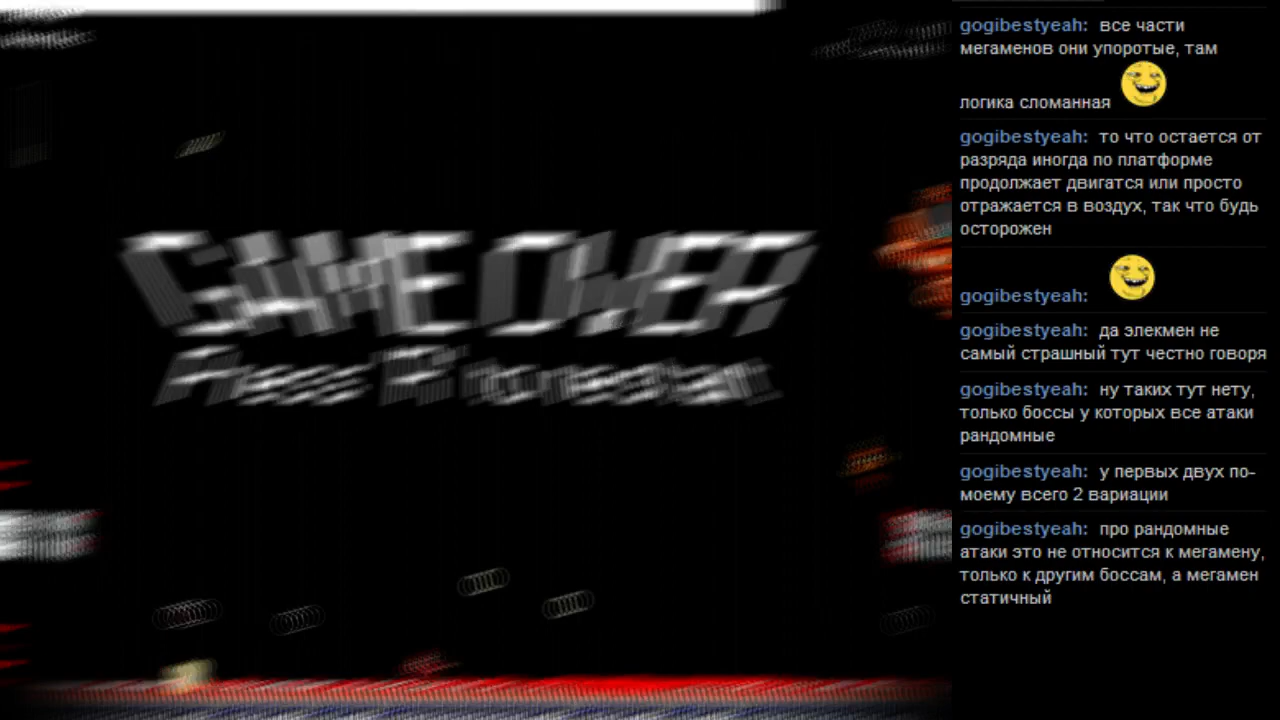 GAME OVER
Press R to restart
gogibestyeah: все части
мегаменов они упоротые, там
логика сломанная
gogibestyeah: то что остается от
разряда иногда по платформе
продолжает двигатся или просто
отражается в воздух, так что будь
осторожен
gogibestyeah:
gogibestyeah: да элекмен не
самый страшный тут честно говоря
gogibestyeah: ну таких тут нету,
только боссы у которых все атаки
рандомные
gogibestyeah: у первых двух по-
моему всего 2 вариации
gogibestyeah: про рандомные
атаки это не относится к мегамену,
только к другим боссам, а мегамен
статичный